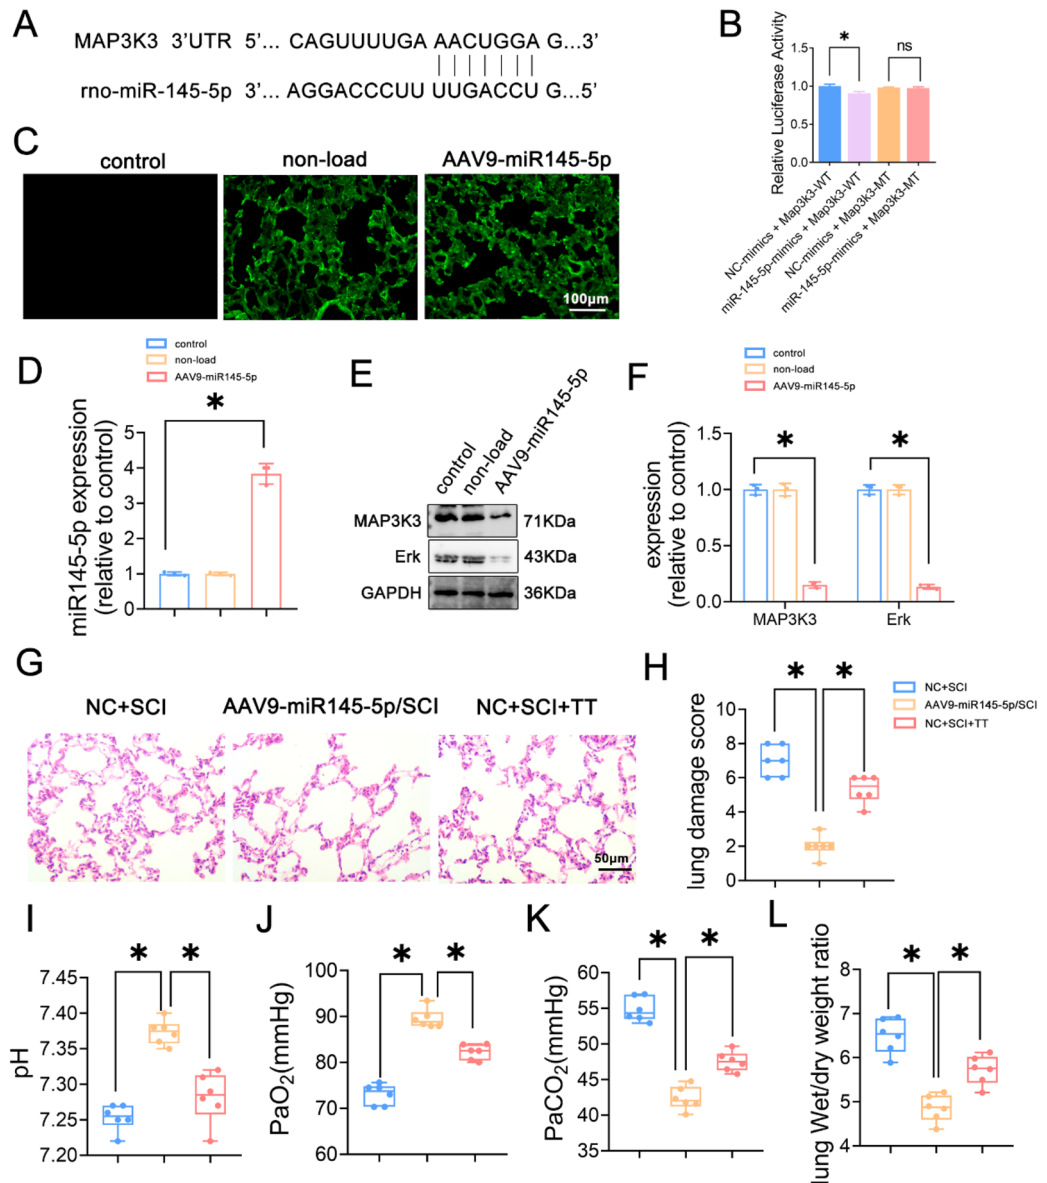 A
MAP3K3 3'UTR 5'... CAGUUUUGA AACUGGA G...3'
rno-miR-145-5p 3'... AGGACCCUU UUGACCU G...5'
B
Relative Luciferase Activity
1.5
1.0
0.5
0.0
*
ns
NC-mimics + Map3k3-WT
miR-145-5p-mimics + Map3k3-WT
NC-mimics + Map3k3-MT
miR-145-5p-mimics + Map3k3-MT
C
control
non-load
AAV9-miR145-5p
100μm
D
control
non-load
AAV9-miR145-5p
miR145-5p expression
(relative to control)
5
4
3
2
1
0
*
E
control
non-load
AAV9-miR145-5p
MAP3K3 71KDa
Erk 43KDa
GAPDH 36KDa
F
control
non-load
AAV9-miR145-5p
expression
(relative to control)
1.5
1.0
0.5
0.0
*
*
MAP3K3
Erk
G
NC+SCI
AAV9-miR145-5p/SCI
NC+SCI+TT
50μm
H
lung damage score
10
8
6
4
2
0
*
*
NC+SCI
AAV9-miR145-5p/SCI
NC+SCI+TT
I
pH
7.45
7.40
7.35
7.30
7.25
7.20
*
*
J
PaO2(mmHg)
100
90
80
70
60
*
*
K
PaCO2(mmHg)
60
55
50
45
40
35
*
*
L
lung Wet/dry weight ratio
8
7
6
5
4
*
*